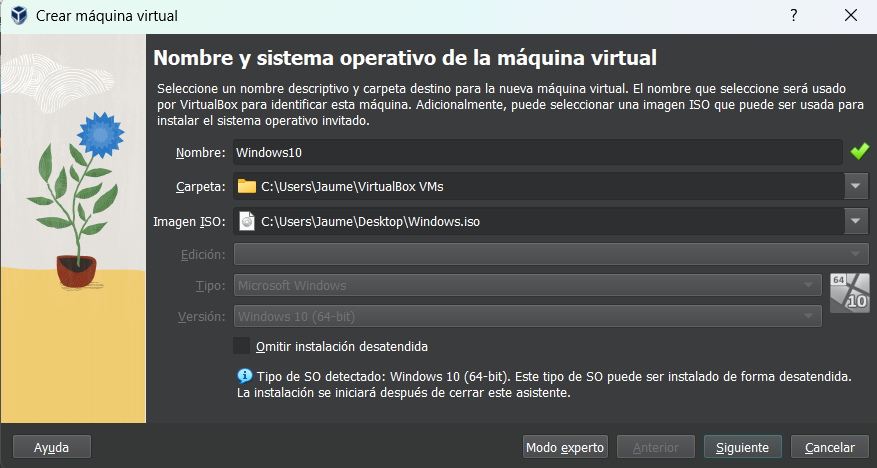 Crear máquina virtual
Nombre y sistema operativo de la máquina virtual
Seleccione un nombre descriptivo y carpeta destino para la nueva máquina virtual. El nombre que seleccione será usado
por VirtualBox para identificar esta máquina. Adicionalmente, puede seleccionar una imagen ISO que puede ser usada para
instalar el sistema operativo invitado.
Nombre: Windows10
Carpeta: C:\Users\Jaume\VirtualBox VMs
Imagen ISO: C:\Users\Jaume\Desktop\Windows.iso
Edición:
Tipo: Microsoft Windows
Versión: Windows 10 (64-bit)
64
10
Omitir instalación desatendida
Tipo de SO detectado: Windows 10 (64-bit). Este tipo de SO puede ser instalado de forma desatendida.
La instalación se iniciará después de cerrar este asistente.
Ayuda Modo experto Anterior Siguiente Cancelar